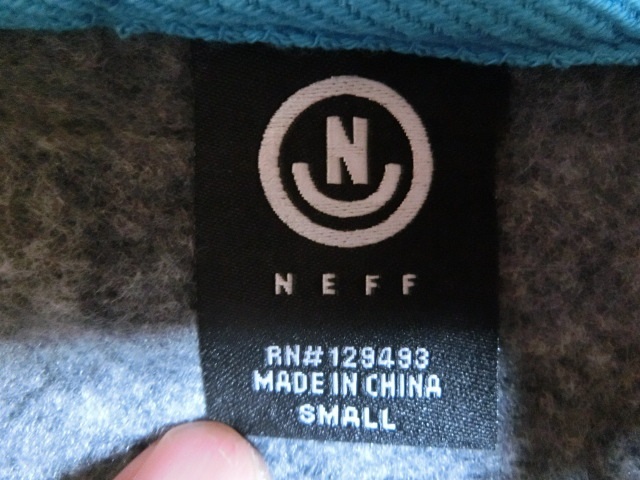 N
NEFF
RN#129493
MADE IN CHINA
SMALL